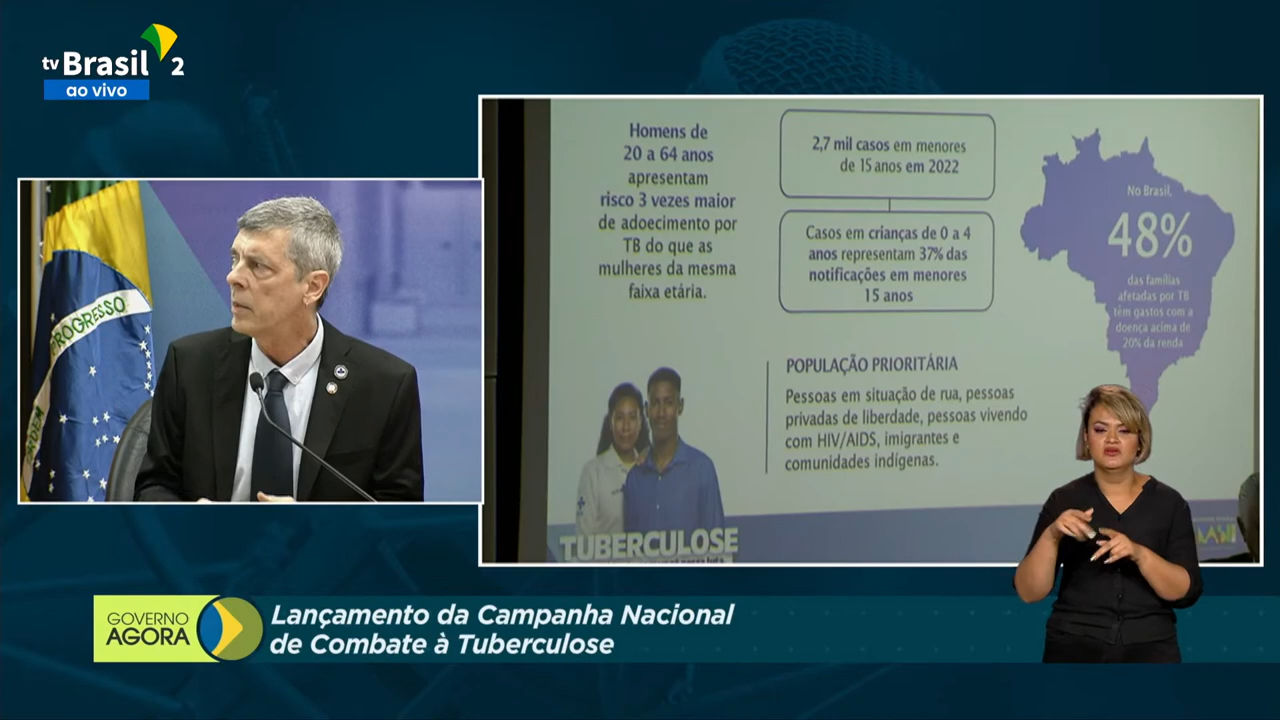 tv Brasil 2
ao vivo
PROGRESSO
ORDEM
Homens de
20 a 64 anos
apresentam
risco 3 vezes maior
de adoecimento por
TB do que as
mulheres da mesma
faixa etária.
2,7 mil casos em menores
de 15 anos em 2022
Casos em crianças de 0 a 4
anos representam 37% das
notificações em menores
15 anos
No Brasil,
48%
das famílias
afetadas por TB
têm gastos com a
doença acima de
20% da renda
POPULAÇÃO PRIORITÁRIA
Pessoas em situação de rua, pessoas
privadas de liberdade, pessoas vivendo
com HIV/AIDS, imigrantes e
comunidades indígenas.
TUBERCULOSE
GOVERNO
AGORA
Lançamento da Campanha Nacional
de Combate à Tuberculose